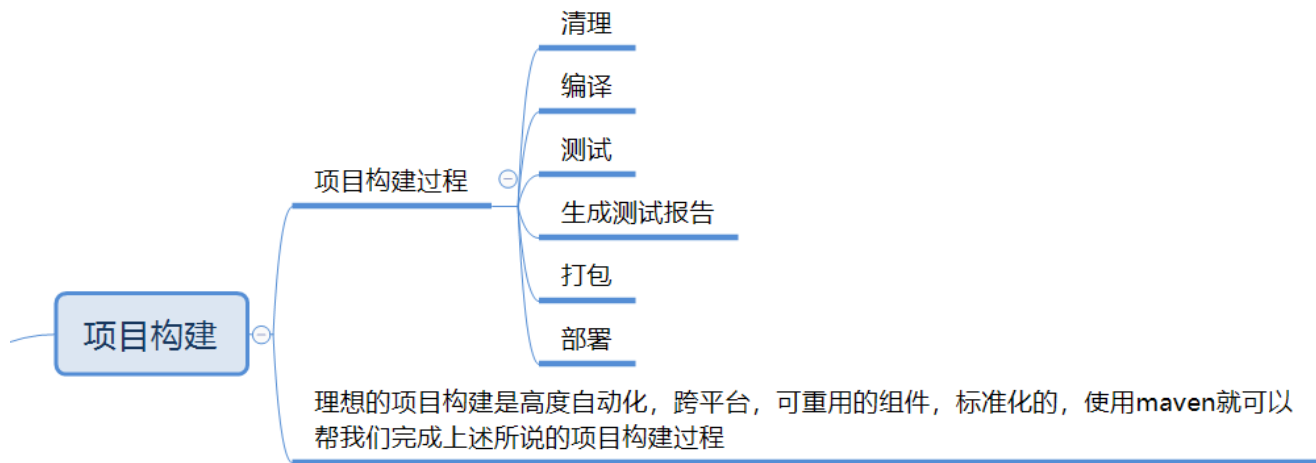 清理
编译
测试
项目构建过程
生成测试报告
打包
项目构建
部署
理想的项目构建是高度自动化，跨平台，可重用的组件，标准化的，使用maven就可以
帮我们完成上述所说的项目构建过程